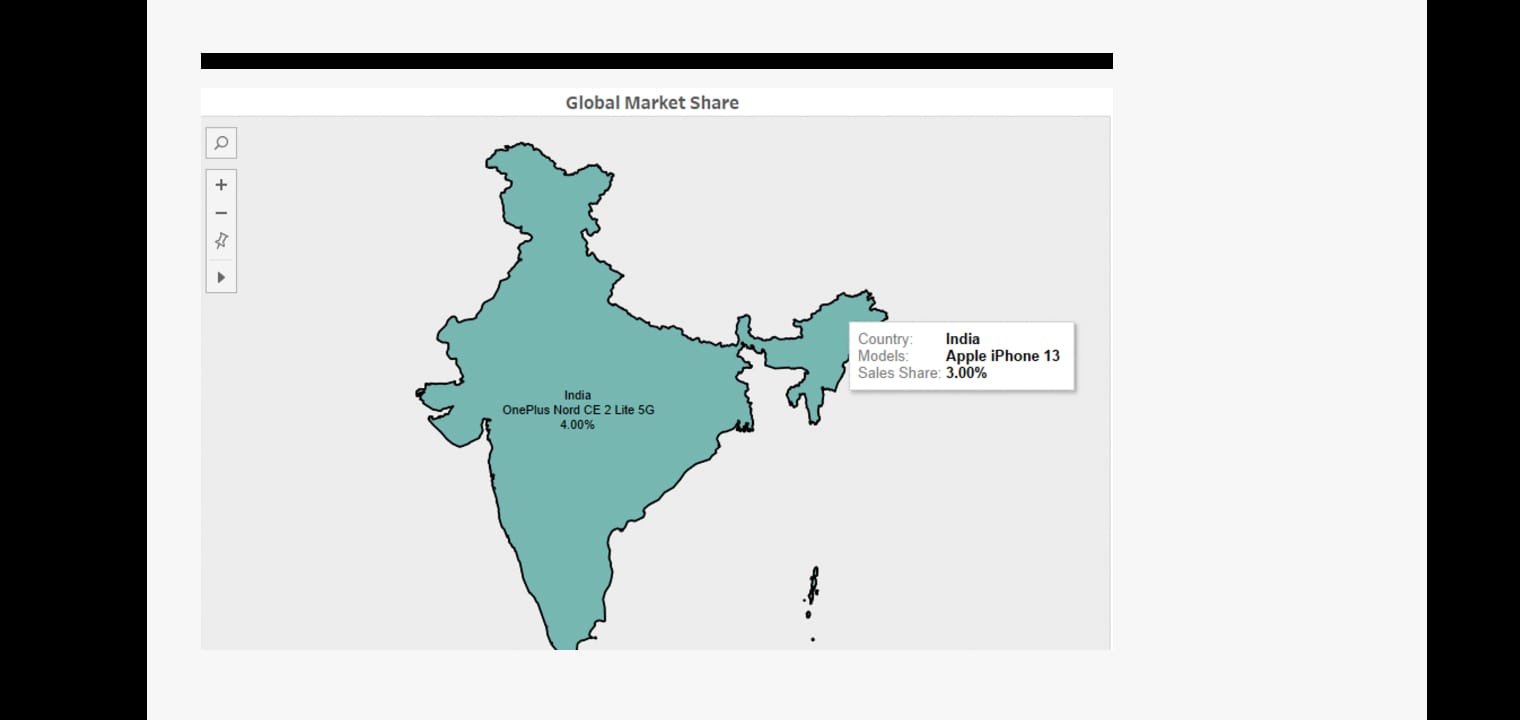 Global Market Share
Country: India
Models: Apple iPhone 13
Sales Share: 3.00%
India
OnePlus Nord CE 2 Lite 5G
4.00%